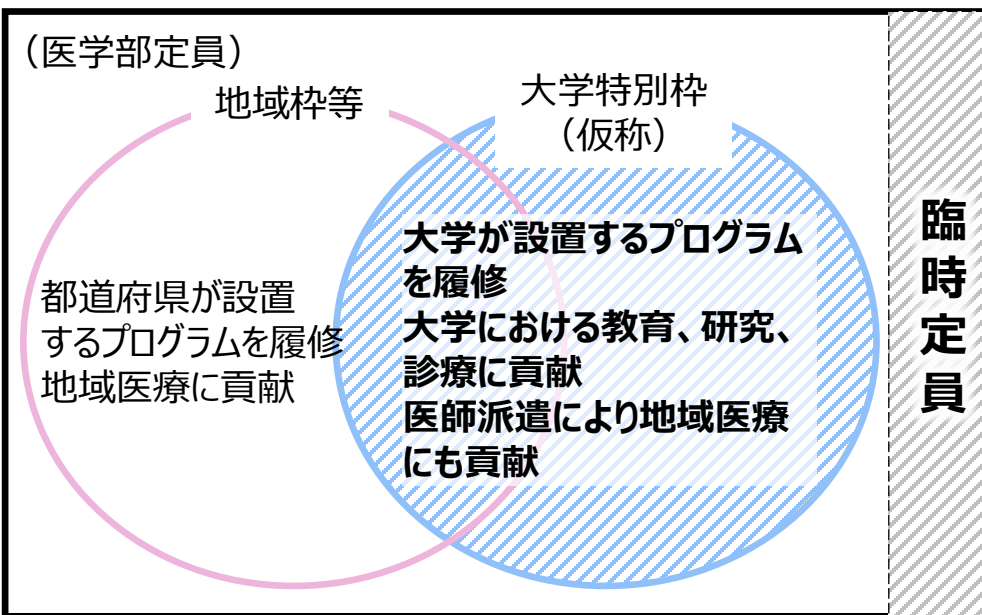 （医学部定員）
地域枠等
大学特別枠
（仮称）
都道府県が設置
するプログラムを履修
地域医療に貢献
大学が設置するプログラム
を履修
大学における教育、研究、
診療に貢献
医師派遣により地域医療
にも貢献
臨時定員